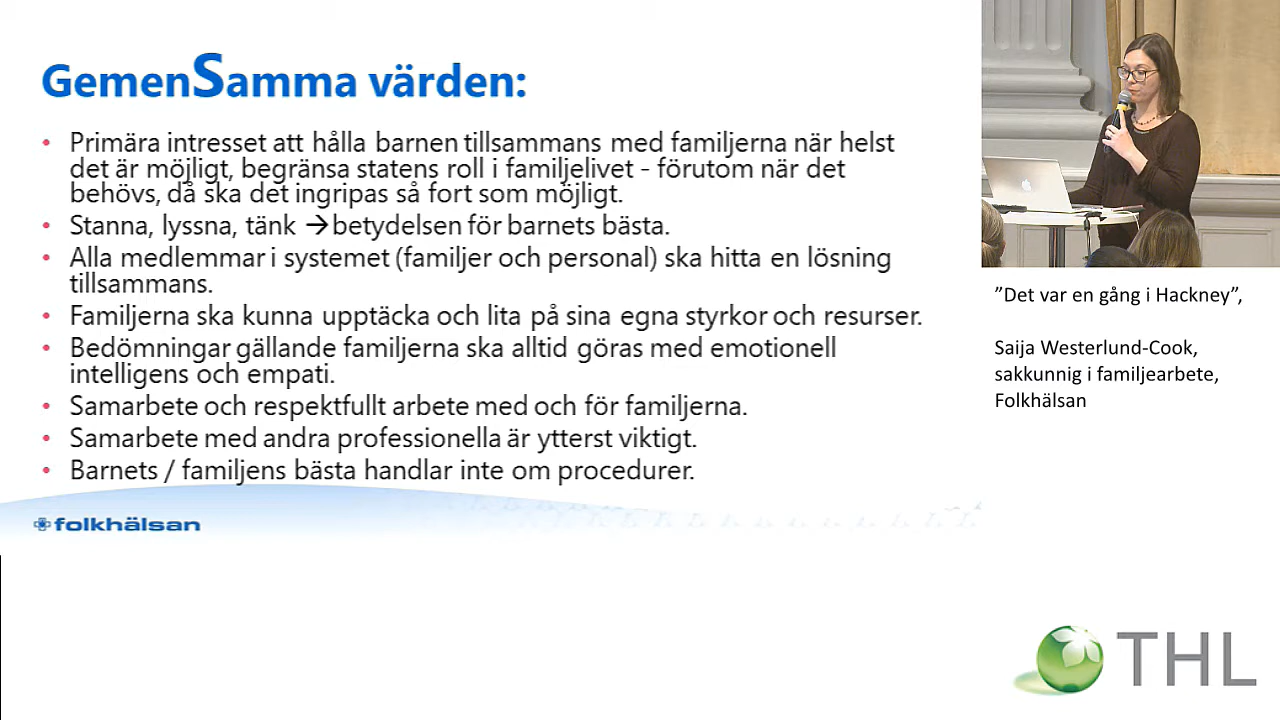 GemenSamma värden:
• Primära intresset att hålla barnen tillsammans med familjerna när helst
det är möjligt, begränsa statens roll i familjelivet - förutom när det
behövs, då ska det ingripas så fort som möjligt.
• Stanna, lyssna, tänk →betydelsen för barnets bästa.
• Alla medlemmar i systemet (familjer och personal) ska hitta en lösning
tillsammans.
• Familjerna ska kunna upptäcka och lita på sina egna styrkor och resurser.
• Bedömningar gällande familjerna ska alltid göras med emotionell
intelligens och empati.
• Samarbete och respektfullt arbete med och för familjerna.
• Samarbete med andra professionella är ytterst viktigt.
• Barnets / familjens bästa handlar inte om procedurer.
folkhälsan
”Det var en gång i Hackney”,
Saija Westerlund-Cook,
sakkunnig i familjearbete,
Folkhälsan
THL